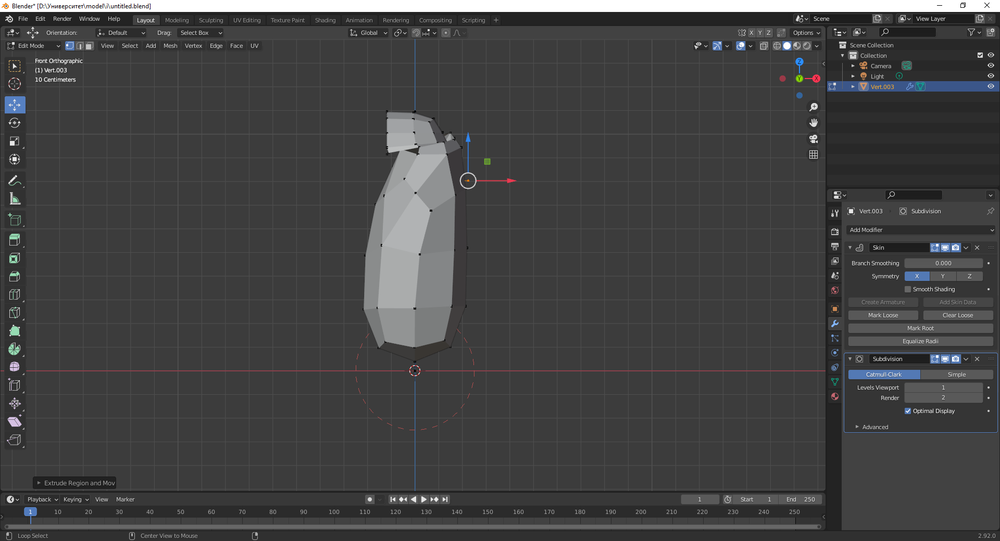 Blender* [D:\Университет\model\i\untitled.blend]
File Edit Render Window Help Layout Modeling Sculpting UV Editing Texture Paint Shading Animation Rendering Compositing Scripting + Scene View Layer
Orientation: Default Drag: Select Box Global X Y Z Options
Edit Mode View Select Add Mesh Vertex Edge Face UV
Front Orthographic
(1) Vert.003
10 Centimeters
Z
Y X
Scene Collection
Collection
Camera
Light
Vert.003
Vert.003 Subdivision
Add Modifier
Skin
Branch Smoothing 0.000
Symmetry X Y Z
Smooth Shading
Create Armature Add Skin Data
Mark Loose Clear Loose
Mark Root
Equalize Radii
Subdivision
Catmull-Clark Simple
Levels Viewport 1
Render 2
Optimal Display
Advanced
Extrude Region and Mov
Playback Keying View Marker 1 Start 1 End 250
1 10 20 30 40 50 60 70 80 90 100 110 120 130 140 150 160 170 180 190 200 210 220 230 240 250
Loop Select Center View to Mouse 2.92.0